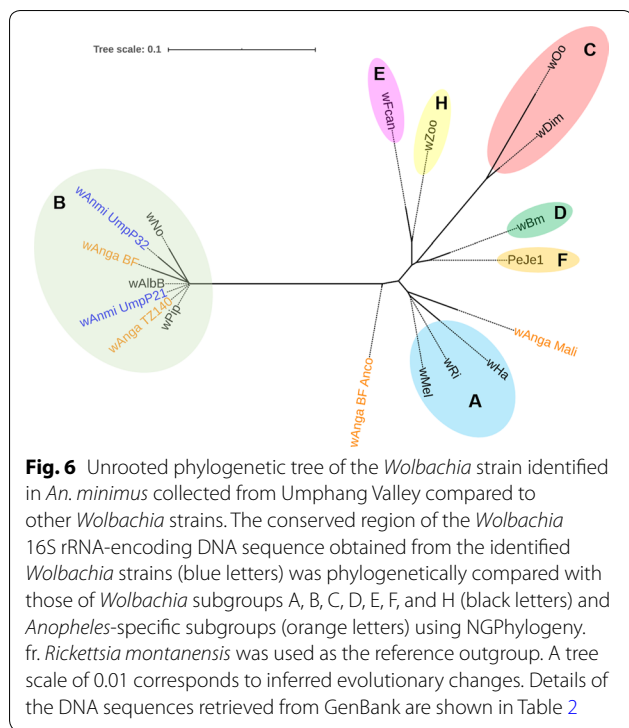 Tree scale: 0.1
C
E
H
wOo
wFcan
wZoo
wDim
B
wAnmi UmpP32
wNo
D
wBm
wAnga BF
F
PeJe1
wAlbB
wAnmi UmpP21
wAnga TZ140
wPip
wAnga Mali
wHa
wRi
wMel
A
wAnga BF Anco
Fig. 6 Unrooted phylogenetic tree of the Wolbachia strain identified
in An. minimus collected from Umphang Valley compared to
other Wolbachia strains. The conserved region of the Wolbachia
16S rRNA-encoding DNA sequence obtained from the identified
Wolbachia strains (blue letters) was phylogenetically compared with
those of Wolbachia subgroups A, B, C, D, E, F, and H (black letters) and
Anopheles-specific subgroups (orange letters) using NGPhylogeny.
fr. Rickettsia montanensis was used as the reference outgroup. A tree
scale of 0.01 corresponds to inferred evolutionary changes. Details of
the DNA sequences retrieved from GenBank are shown in Table 2